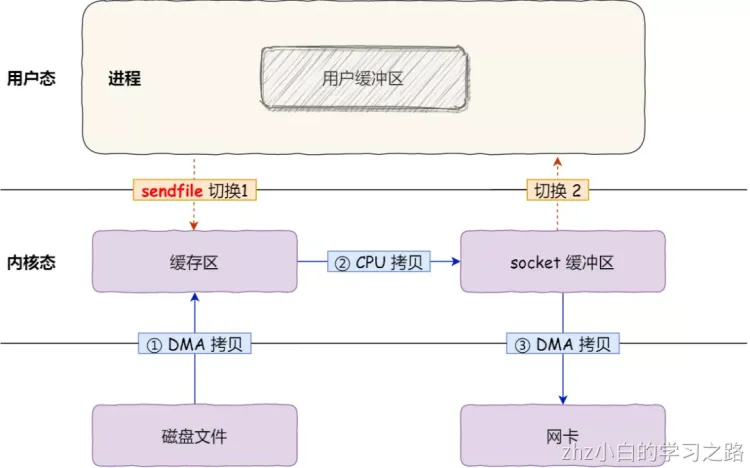 用户态
进程
用户缓冲区
sendfile 切换1
切换 2
内核态
缓存区
② CPU 拷贝
socket 缓冲区
① DMA 拷贝
③ DMA 拷贝
磁盘文件
网卡
zhz小白的学习之路